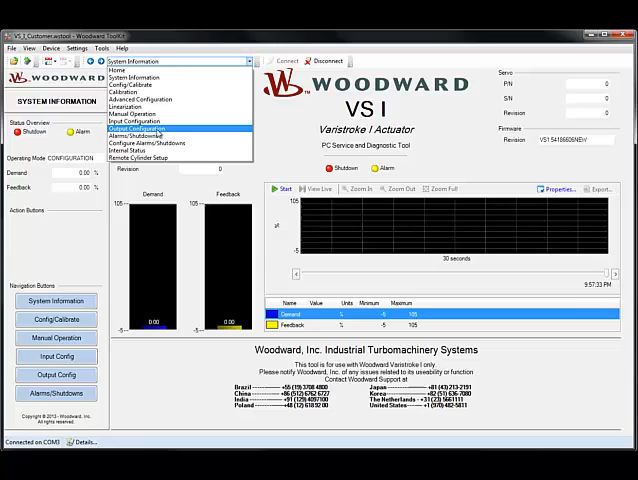 VS_I_Customer.wstool - Woodward ToolKit
File View Device Settings Tools Help
System Information
Connect Disconnect
Home
System Information
Config/Calibrate
Calibration
Advanced Configuration
Linearization
Manual Operation
Input Configuration
Output Configuration
Alarms/Shutdowns
Configure Alarms/Shutdowns
Internal Status
Remote Cylinder Setup
WOODWARD
SYSTEM INFORMATION
Status Overview
Shutdown Alarm
Operating Mode CONFIGURATION
Demand 0.00 %
Feedback 0.00 %
Action Buttons
Navigation Buttons
System Information
Config/Calibrate
Manual Operation
Input Config
Output Config
Alarms/Shutdowns
Copyright © 2013 - Woodward, Inc.
All rights reserved.
Revision 0
Demand
105
0.00
-5
Feedback
105
0.00
-5
WOODWARD
VS I
Varistroke I Actuator
PC Service and Diagnostic Tool
Shutdown Alarm
Servo
P/N 0
S/N 0
Revision 0
Firmware
Revision VS1 54186606NEW
Start View Live Zoom In Zoom Out Zoom Full Properties... Export...
105
%
-5
30 seconds
9:57:33 PM
Name Value Units Minimum Maximum
Demand % -5 105
Feedback % -5 105
Woodward, Inc. Industrial Turbomachinery Systems
This tool is for use with Woodward Varistroke I only.
Please notify Woodward, Inc. of any issues related to its useability or function
Contact Woodward Support at
Brazil +55 (19) 3708 4800 Japan +81 (43) 213-2191
China +86 (512) 6762 6727 Korea +82 (51) 636-7080
India +91 (129) 4097100 The Netherlands +31 (23) 5661111
Poland +48 (12) 618 92 00 United States +1 (970) 482-5811
Connected on COM3 Details...